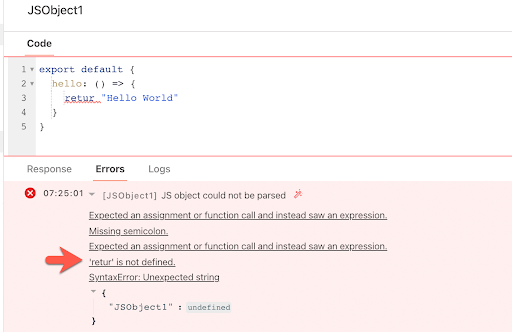 JSObject1
Code
1 export default {
2 hello: () => {
3 retur "Hello World"
4 }
5 }
Response Errors Logs
07:25:01 [JSObject1] JS object could not be parsed
Expected an assignment or function call and instead saw an expression.
Missing semicolon.
Expected an assignment or function call and instead saw an expression.
'retur' is not defined.
SyntaxError: Unexpected string
{
"JSObject1" : undefined
}